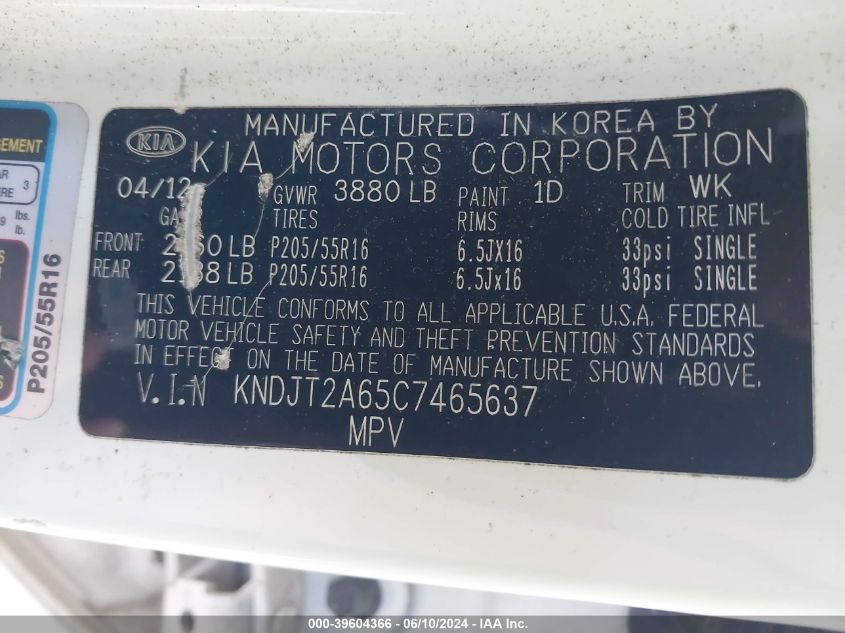 MANUFACTURED IN KOREA BY
KIA KIA MOTORS CORPORATION
04/12 GVWR 3880 LB PAINT 1D TRIM WK
TIRES RIMS COLD TIRE INFL
FRONT LB P205/55R16 6.5JX16 33psi SINGLE
REAR LB P205/55R16 6.5Jx16 33psi SINGLE
THIS VEHICLE CONFORMS TO ALL APPLICABLE U.S.A. FEDERAL
MOTOR VEHICLE SAFETY AND THEFT PREVENTION STANDARDS
IN EFFECT ON THE DATE OF MANUFACTURE SHOWN ABOVE.
V.I.N KNDJT2A65C7465637
MPV
3
lbs.
lb.
P205/55R16
000-39604366 - 06/10/2024 - IAA Inc.